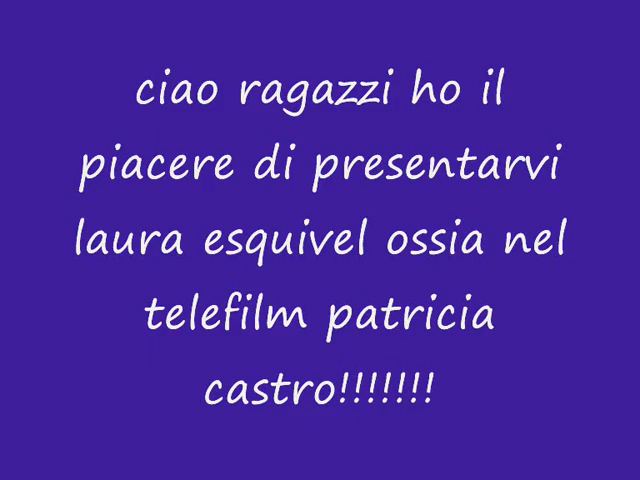 ciao ragazzi ho il
piacere di presentarvi
laura esquivel ossia nel
telefilm patricia
castro!!!!!!!